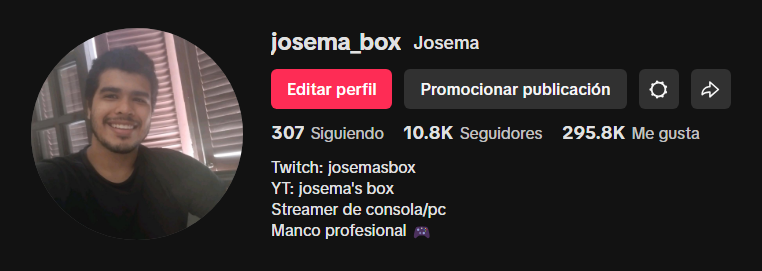 josema_box Josema
Editar perfil Promocionar publicación
307 Siguiendo 10.8K Seguidores 295.8K Me gusta
Twitch: josemasbox
YT: josema's box
Streamer de consola/pc
Manco profesional 🎮